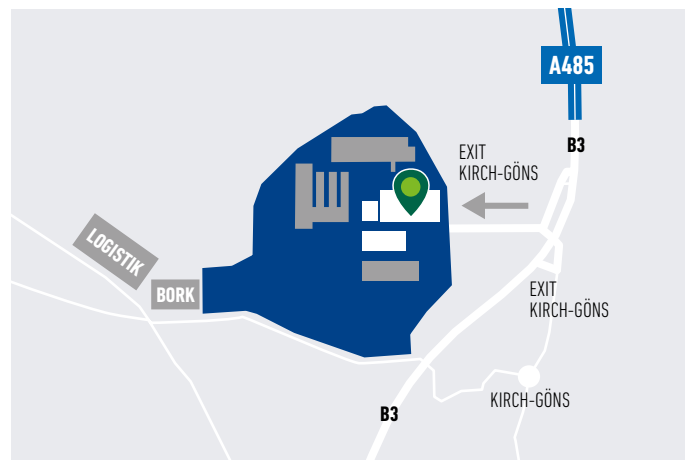 A485
B3
EXIT
KIRCH-GÖNS
LOGISTIK
BORK
EXIT
KIRCH-GÖNS
KIRCH-GÖNS
B3